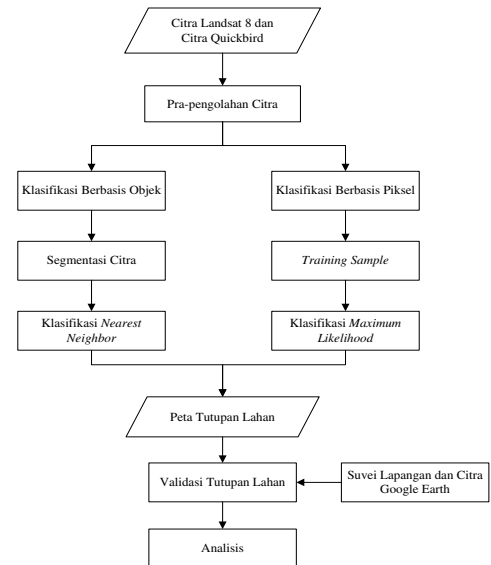 Citra Landsat 8 dan
Citra Quickbird
Pra-pengolahan Citra
Klasifikasi Berbasis Objek
Klasifikasi Berbasis Piksel
Segmentasi Citra
Training Sample
Klasifikasi Nearest
Neighbor
Klasifikasi Maximum
Likelihood
Peta Tutupan Lahan
Validasi Tutupan Lahan
Suvei Lapangan dan Citra
Google Earth
Analisis